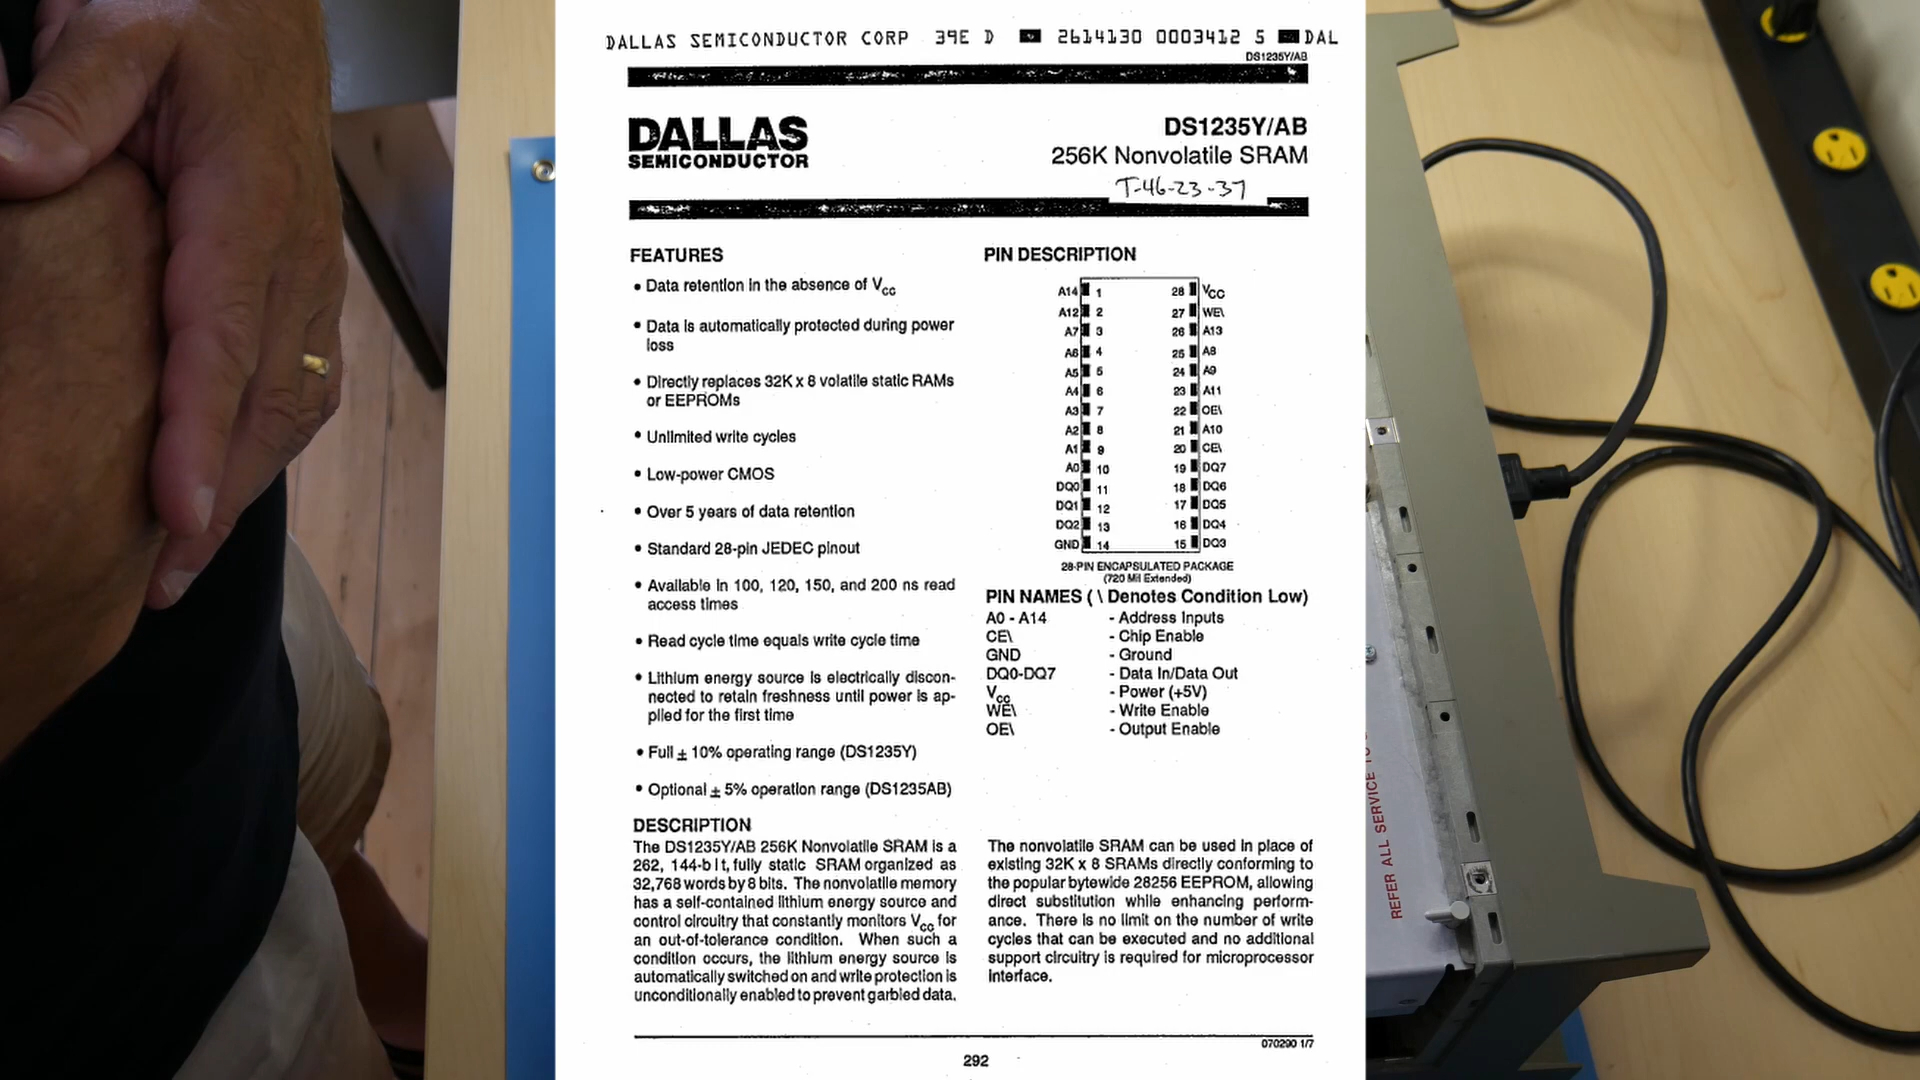 DALLAS SEMICONDUCTOR CORP 39E D 2614130 0003412 5 DAL
DS1235Y/AB
DALLAS
SEMICONDUCTOR
DS1235Y/AB
256K Nonvolatile SRAM
T-46-23-37
FEATURES
• Data retention in the absence of VCC
• Data is automatically protected during power
loss
• Directly replaces 32K x 8 volatile static RAMs
or EEPROMs
• Unlimited write cycles
• Low-power CMOS
• Over 5 years of data retention
• Standard 28-pin JEDEC pinout
• Available in 100, 120, 150, and 200 ns read
access times
• Read cycle time equals write cycle time
• Lithium energy source is electrically discon-
nected to retain freshness until power is ap-
plied for the first time
• Full ± 10% operating range (DS1235Y)
• Optional ± 5% operation range (DS1235AB)
PIN DESCRIPTION
A14 1 28 VCC
A12 2 27 WE\
A7 3 26 A13
A6 4 25 A8
A5 5 24 A9
A4 6 23 A11
A3 7 22 OE\
A2 8 21 A10
A1 9 20 CE\
A0 10 19 DQ7
DQ0 11 18 DQ6
DQ1 12 17 DQ5
DQ2 13 16 DQ4
GND 14 15 DQ3
28-PIN ENCAPSULATED PACKAGE
(720 Mil Extended)
PIN NAMES ( \ Denotes Condition Low)
A0 - A14 - Address Inputs
CE\ - Chip Enable
GND - Ground
DQ0-DQ7 - Data In/Data Out
VCC - Power (+5V)
WE\ - Write Enable
OE\ - Output Enable
DESCRIPTION
The DS1235Y/AB 256K Nonvolatile SRAM is a
262, 144-bit, fully static SRAM organized as
32,768 words by 8 bits. The nonvolatile memory
has a self-contained lithium energy source and
control circuitry that constantly monitors VCC for
an out-of-tolerance condition. When such a
condition occurs, the lithium energy source is
automatically switched on and write protection is
unconditionally enabled to prevent garbled data.
The nonvolatile SRAM can be used in place of
existing 32K x 8 SRAMs directly conforming to
the popular bytewide 28256 EEPROM, allowing
direct substitution while enhancing perform-
ance. There is no limit on the number of write
cycles that can be executed and no additional
support circuitry is required for microprocessor
interface.
070290 1/7
292
REFER ALL SERVICE TO